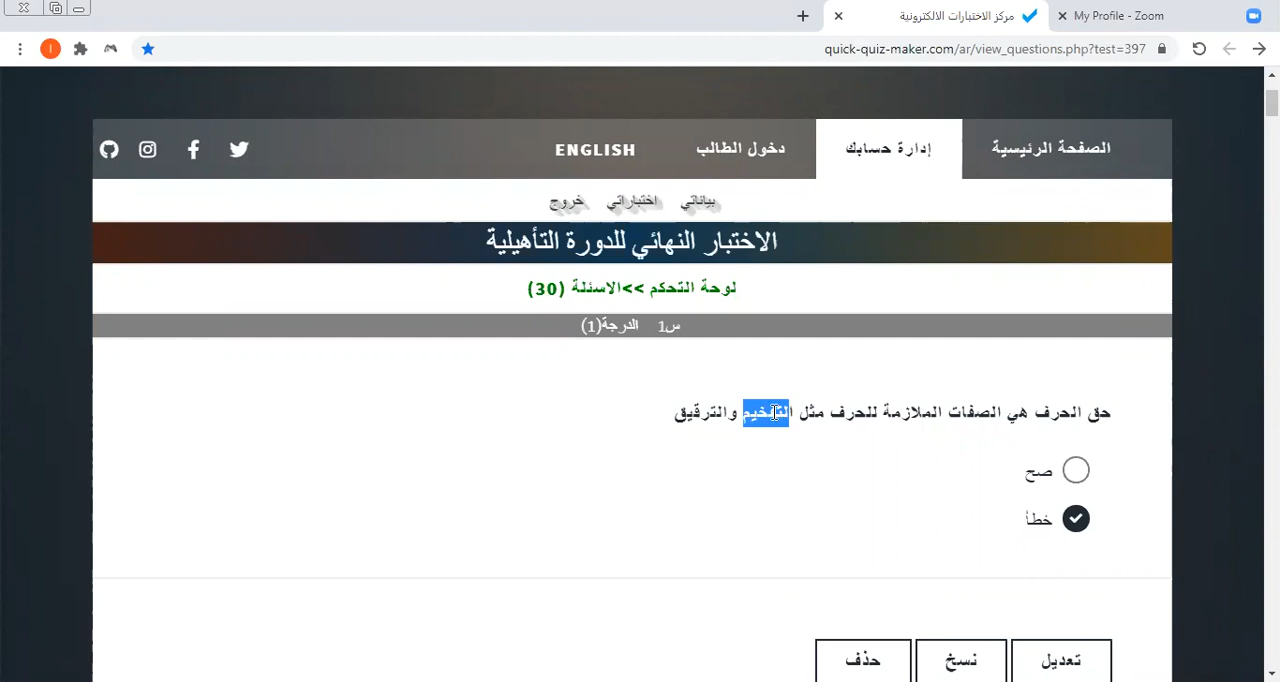 مركز الاختبارات الالكترونية
My Profile - Zoom
quick-quiz-maker.com/ar/view_questions.php?test=397
الصفحة الرئيسية
إدارة حسابك
دخول الطالب
ENGLISH
بياناتي اختباراتي خروج
الاختبار النهائي للدورة التأهيلية
لوحة التحكم >>الاسئلة (30)
س1 الدرجة(1)
حق الحرف هي الصفات الملازمة للحرف مثل التفخيم والترقيق
صح
خطأ
تعديل
نسخ
حذف